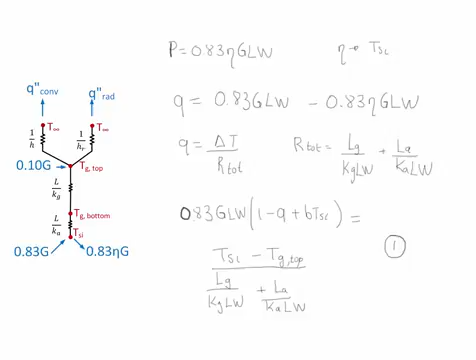 q"conv
q"rad
T∞
T∞
1/h
1/hr
0.10G
Tg, top
L/kg
Tg, bottom
L/ka
Tsi
0.83G
0.83ηG
P = 0.83ηGLW
η → Tsi
q = 0.83GLW - 0.83ηGLW
q = ΔT/Rtot
Rtot = Lg/KgLW + La/KaLW
0.83GLW(1-a+bTsi) =
(Tsi - Tg,top)/(Lg/KgLW + La/KaLW)
1